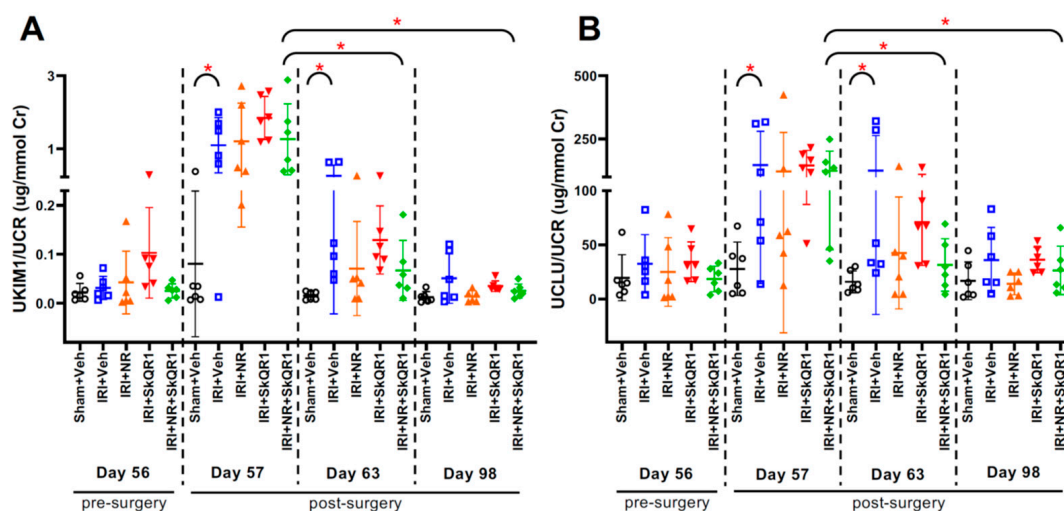 A
*
*
*
*
UKIM1/UCR (ug/mmol Cr)
3
1
0.2
0.1
0.0
Sham+Veh
IRI+Veh
IRI+NR
IRI+SkQR1
IRI+NR+SkQR1
Sham+Veh
IRI+Veh
IRI+NR
IRI+SkQR1
IRI+NR+SkQR1
Sham+Veh
IRI+Veh
IRI+NR
IRI+SkQR1
IRI+NR+SkQR1
Sham+Veh
IRI+Veh
IRI+NR
IRI+SkQR1
IRI+NR+SkQR1
Day 56
Day 57
Day 63
Day 98
pre-surgery
post-surgery
B
*
*
*
*
UCLU/UCR (ug/mmol Cr)
500
250
100
50
0
Sham+Veh
IRI+Veh
IRI+NR
IRI+SkQR1
IRI+NR+SkQR1
Sham+Veh
IRI+Veh
IRI+NR
IRI+SkQR1
IRI+NR+SkQR1
Sham+Veh
IRI+Veh
IRI+NR
IRI+SkQR1
IRI+NR+SkQR1
Sham+Veh
IRI+Veh
IRI+NR
IRI+SkQR1
IRI+NR+SkQR1
Day 56
Day 57
Day 63
Day 98
pre-surgery
post-surgery